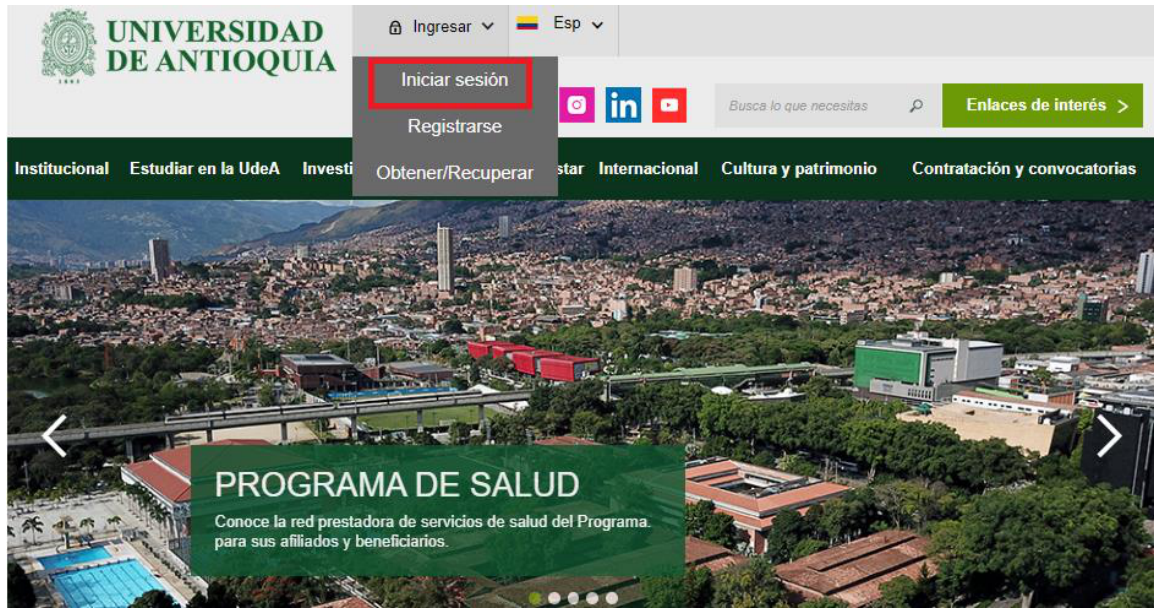 UNIVERSIDAD
DE ANTIOQUIA
1803
Ingresar
Esp
Iniciar sesión
Registrarse
Obtener/Recuperar
in
Busca lo que necesitas
Enlaces de interés >
Institucional Estudiar en la UdeA Investi star Internacional Cultura y patrimonio Contratación y convocatorias
PROGRAMA DE SALUD
Conoce la red prestadora de servicios de salud del Programa.
para sus afiliados y beneficiarios.